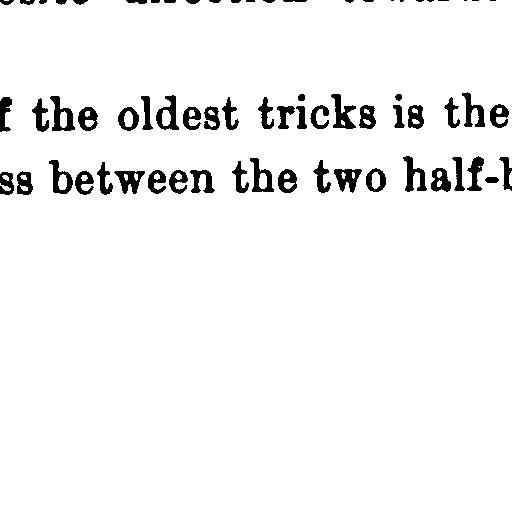 f the oldest tricks is the
ss between the two half-